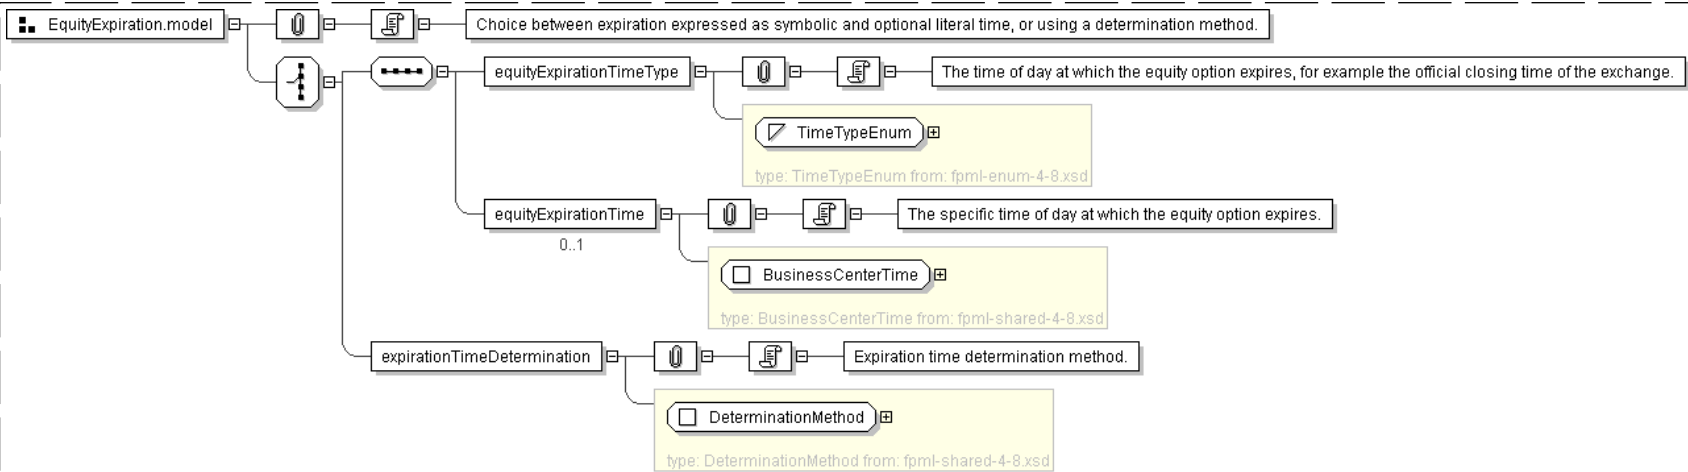 EquityExpiration.model
Choice between expiration expressed as symbolic and optional literal time, or using a determination method.
equityExpirationTimeType
The time of day at which the equity option expires, for example the official closing time of the exchange.
TimeTypeEnum
type: TimeTypeEnum from: fpml-enum-4-8.xsd
equityExpirationTime
The specific time of day at which the equity option expires.
0..1
BusinessCenterTime
type: BusinessCenterTime from: fpml-shared-4-8.xsd
expirationTimeDetermination
Expiration time determination method.
DeterminationMethod
type: DeterminationMethod from: fpml-shared-4-8.xsd